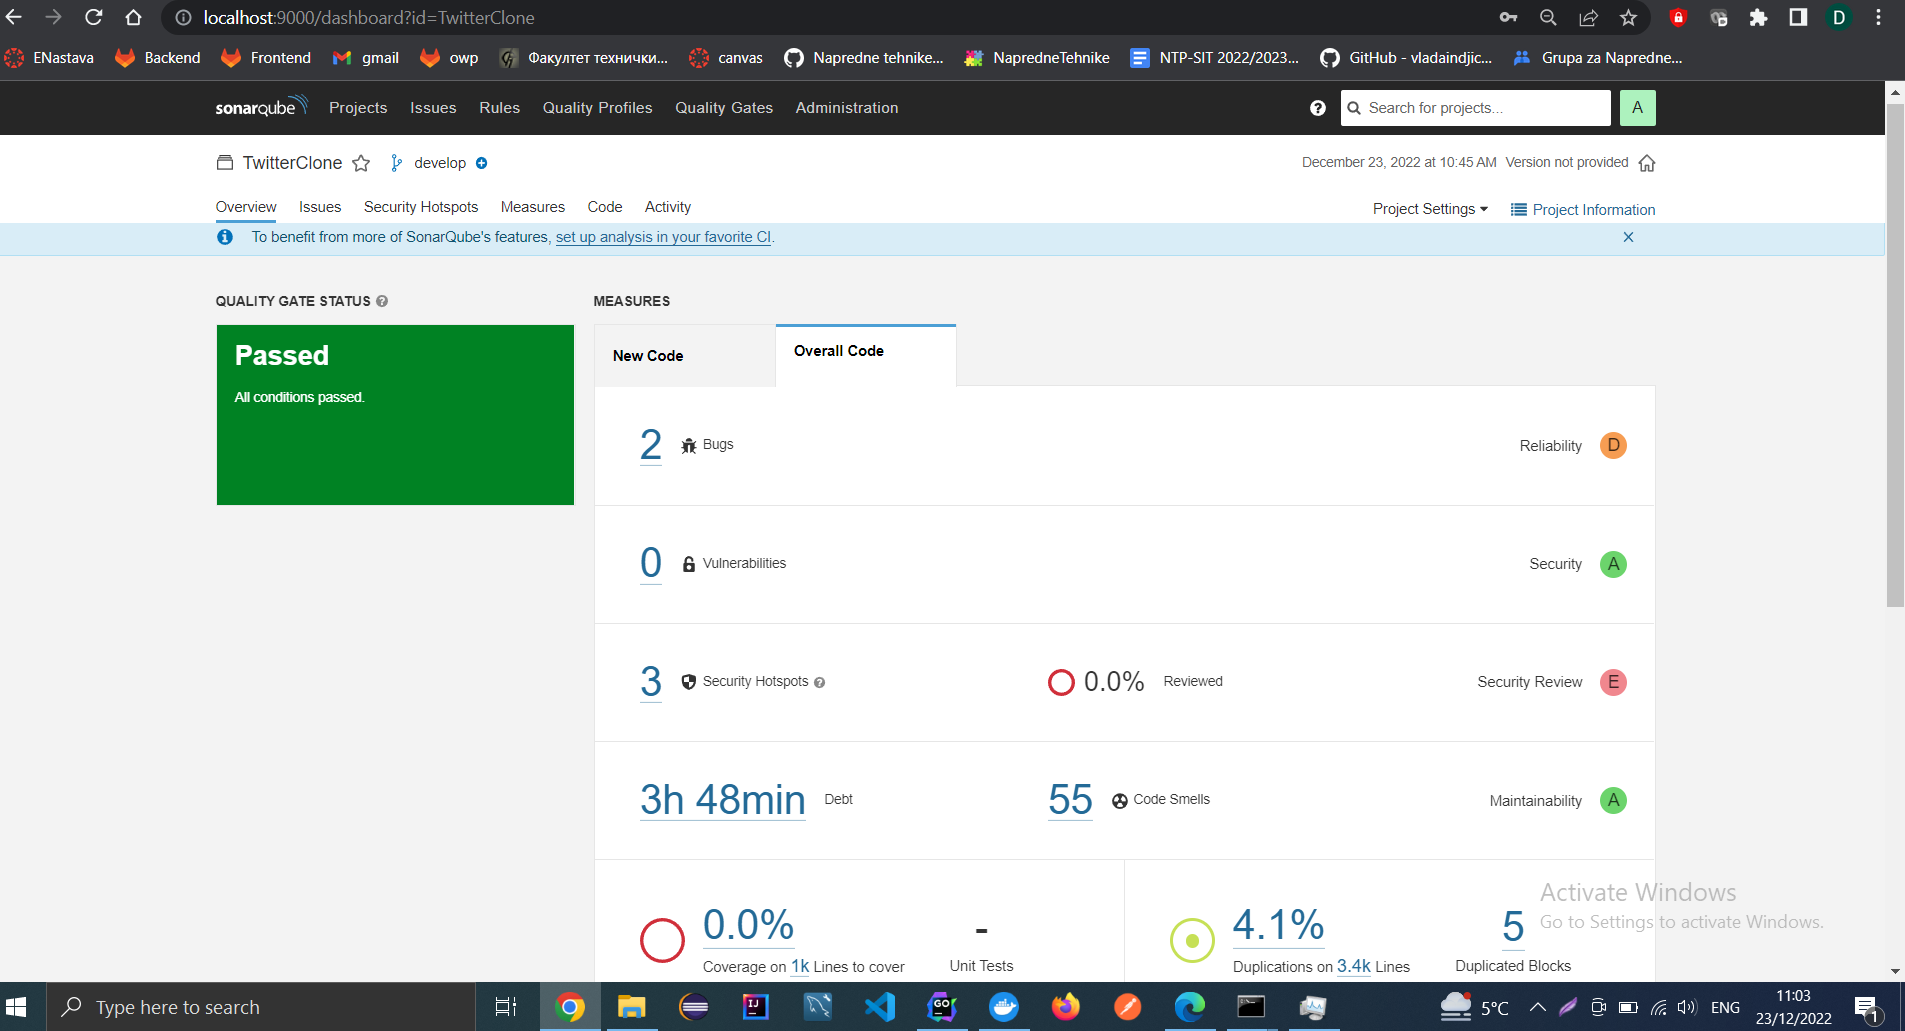 localhost:9000/dashboard?id=TwitterClone
D
ENastava Backend Frontend gmail owp Факултет технички... canvas Napredne tehnike... NapredneTehnike NTP-SIT 2022/2023... GitHub - vladaindjic... Grupa za Napredne...
sonarqube Projects Issues Rules Quality Profiles Quality Gates Administration ? Search for projects... A
TwitterClone develop December 23, 2022 at 10:45 AM Version not provided
Overview Issues Security Hotspots Measures Code Activity Project Settings Project Information
To benefit from more of SonarQube's features, set up analysis in your favorite CI.
QUALITY GATE STATUS ? MEASURES
Passed
All conditions passed.
New Code Overall Code
2 Bugs Reliability D
0 Vulnerabilities Security A
3 Security Hotspots ? 0.0% Reviewed Security Review E
3h 48min Debt 55 Code Smells Maintainability A
0.0% - 4.1% 5
Coverage on 1k Lines to cover Unit Tests Duplications on 3.4k Lines Duplicated Blocks
Activate Windows
Go to Settings to activate Windows.
Type here to search IJ GO 5°C ENG 11:03
23/12/2022
1